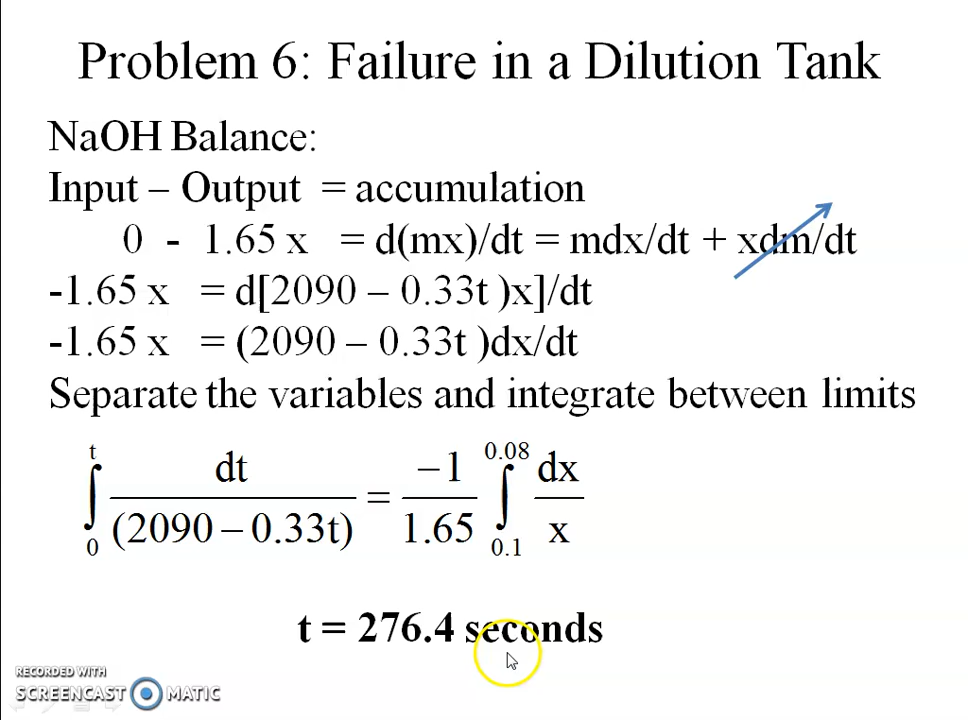 Problem 6: Failure in a Dilution Tank
NaOH Balance:
Input – Output = accumulation
0 - 1.65 x = d(mx)/dt = mdx/dt + xdm/dt
-1.65 x = d[2090 – 0.33t )x]/dt
-1.65 x = (2090 – 0.33t )dx/dt
Separate the variables and integrate between limits
∫₀ᵗ dt/(2090 – 0.33t) = –1/1.65 ∫₀.₁^0.08 dx/x
t = 276.4 seconds
RECORDED WITH
SCREENCAST MATIC